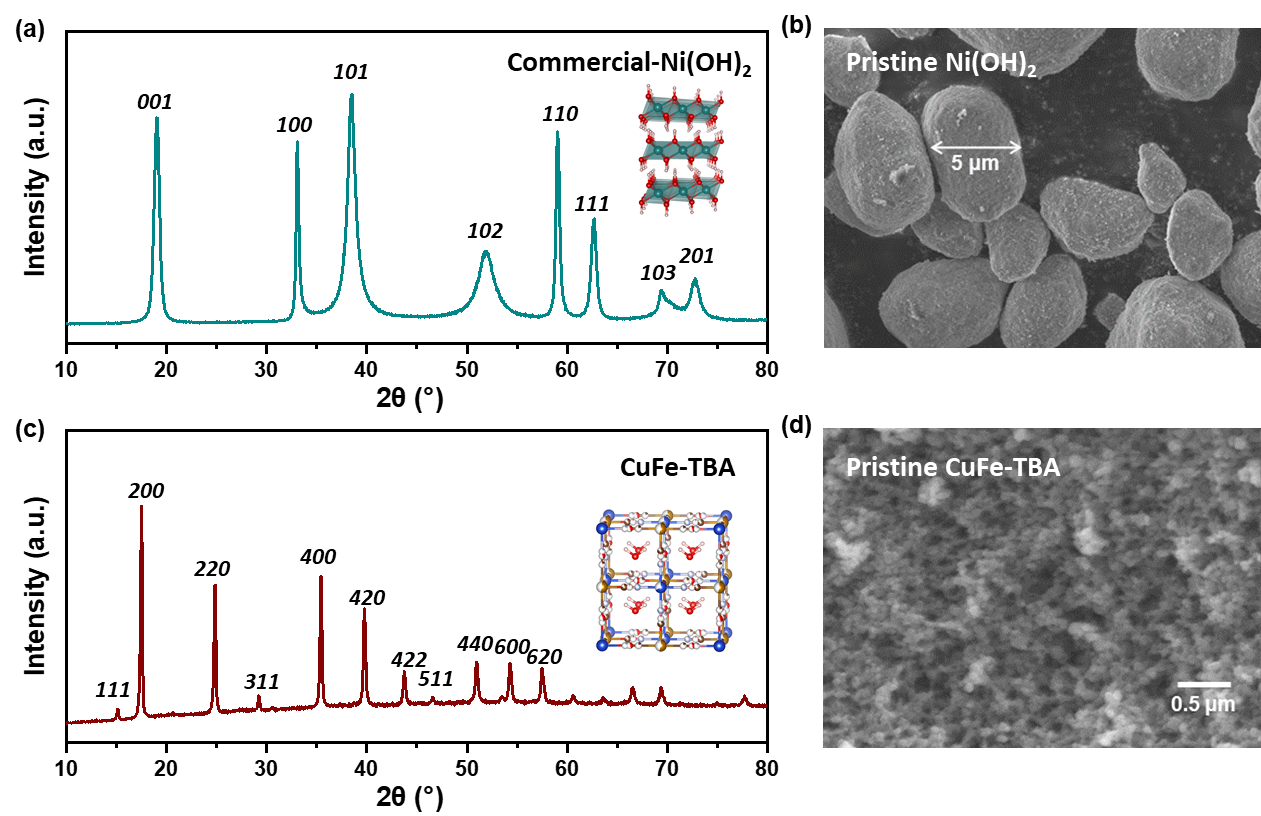 (a)
Commercial-Ni(OH)2
001
100
101
102
110
111
103
201
Intensity (a.u.)
10 20 30 40 50 60 70 80
2θ (°)
(b)
Pristine Ni(OH)2
5 μm
(c)
CuFe-TBA
111
200
220
311
400
420
422
511
440
600
620
Intensity (a.u.)
10 20 30 40 50 60 70 80
2θ (°)
(d)
Pristine CuFe-TBA
0.5 μm